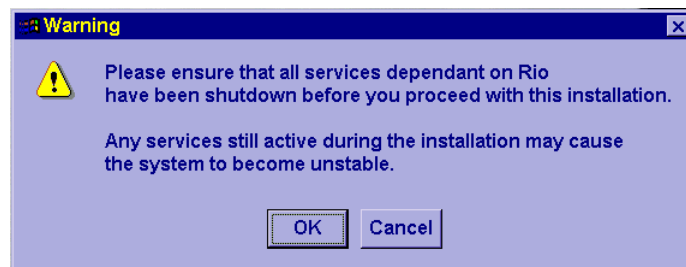 Warning
Please ensure that all services dependant on Rio
have been shutdown before you proceed with this installation.
Any services still active during the installation may cause
the system to become unstable.
OK Cancel